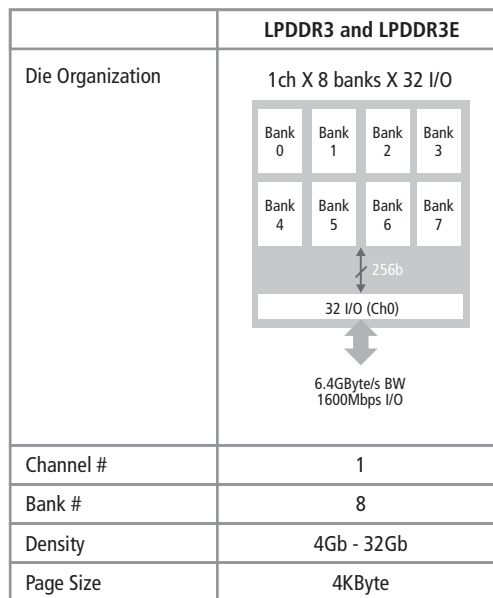 LPDDR3 and LPDDR3E
Die Organization
1ch X 8 banks X 32 I/O
Bank 0 Bank 1 Bank 2 Bank 3
Bank 4 Bank 5 Bank 6 Bank 7
256b
32 I/O (Ch0)
6.4GByte/s BW
1600Mbps I/O
Channel # 1
Bank # 8
Density 4Gb - 32Gb
Page Size 4KByte